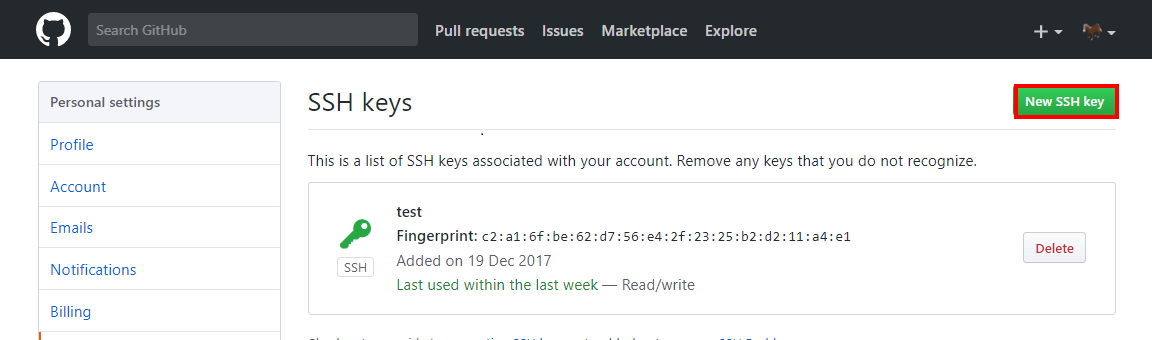 Search GitHub
Pull requests Issues Marketplace Explore
Personal settings
Profile
Account
Emails
Notifications
Billing
SSH keys
New SSH key
This is a list of SSH keys associated with your account. Remove any keys that you do not recognize.
test
Fingerprint: c2:a1:6f:be:62:d7:56:e4:2f:23:25:b2:d2:11:a4:e1
Added on 19 Dec 2017
Last used within the last week — Read/write
SSH
Delete